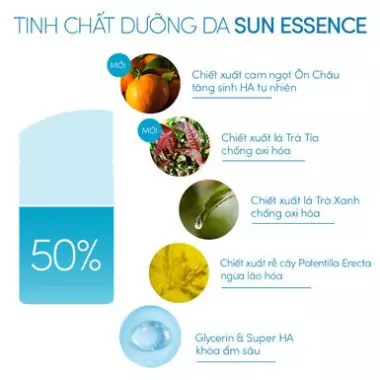 TINH CHẤT DƯỠNG DA SUN ESSENCE
MỚI
Chiết xuất cam ngọt Ôn Châu
tăng sinh HA tự nhiên
MỚI
Chiết xuất lá Trà Tía
chống oxi hóa
Chiết xuất lá Trà Xanh
chống oxi hóa
50%
Chiết xuất rễ cây Potentilla Erecta
ngừa lão hóa
Glycerin & Super HA
khóa ẩm sâu